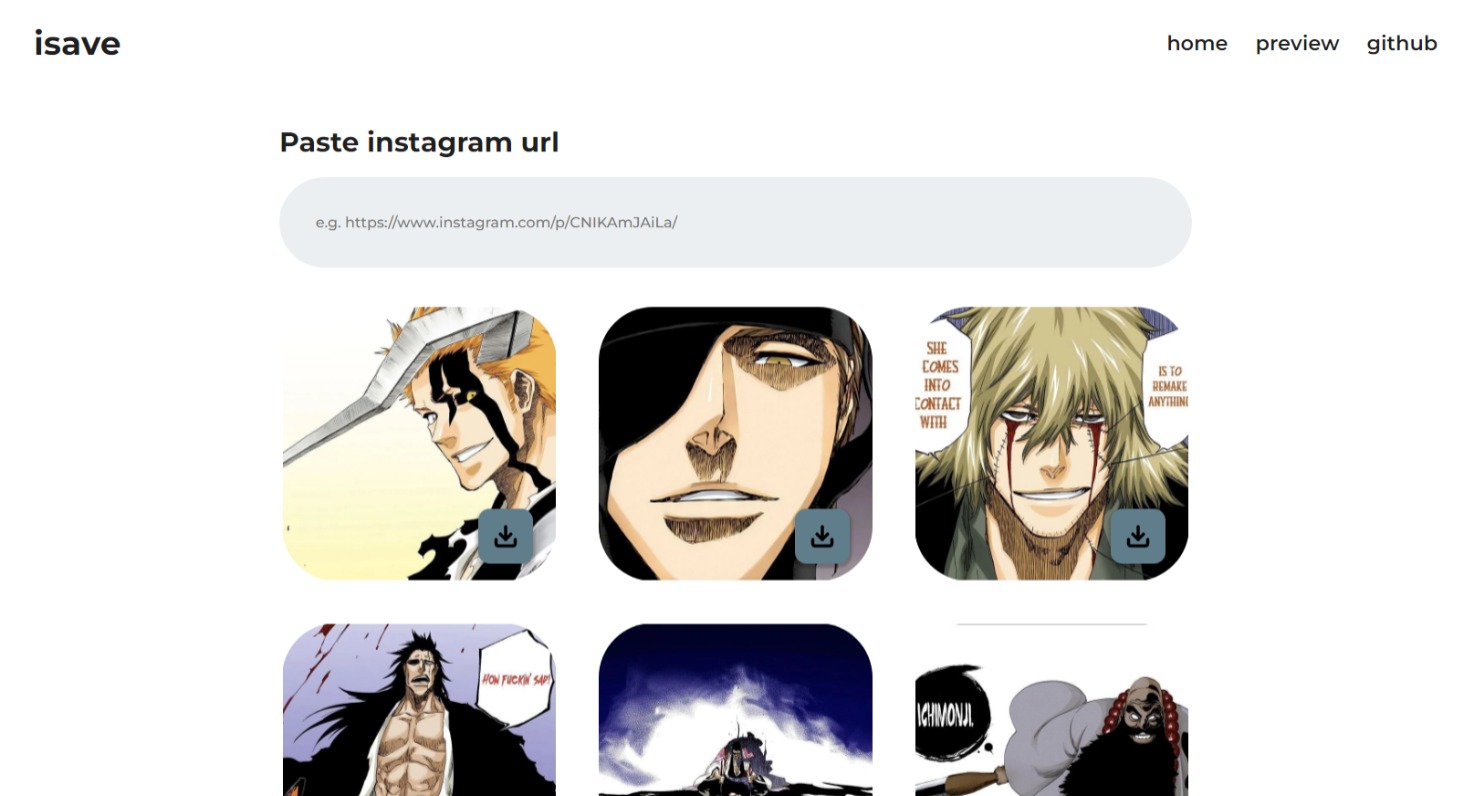 isave
home preview github
Paste instagram url
e.g. https://www.instagram.com/p/CNIKAmJAiLa/
SHE
COMES
INTO
CONTACT
WITH
IS TO
REMAKE
ANYTHING
HOW FUCKIN' SAD!
ICHIMONJI.